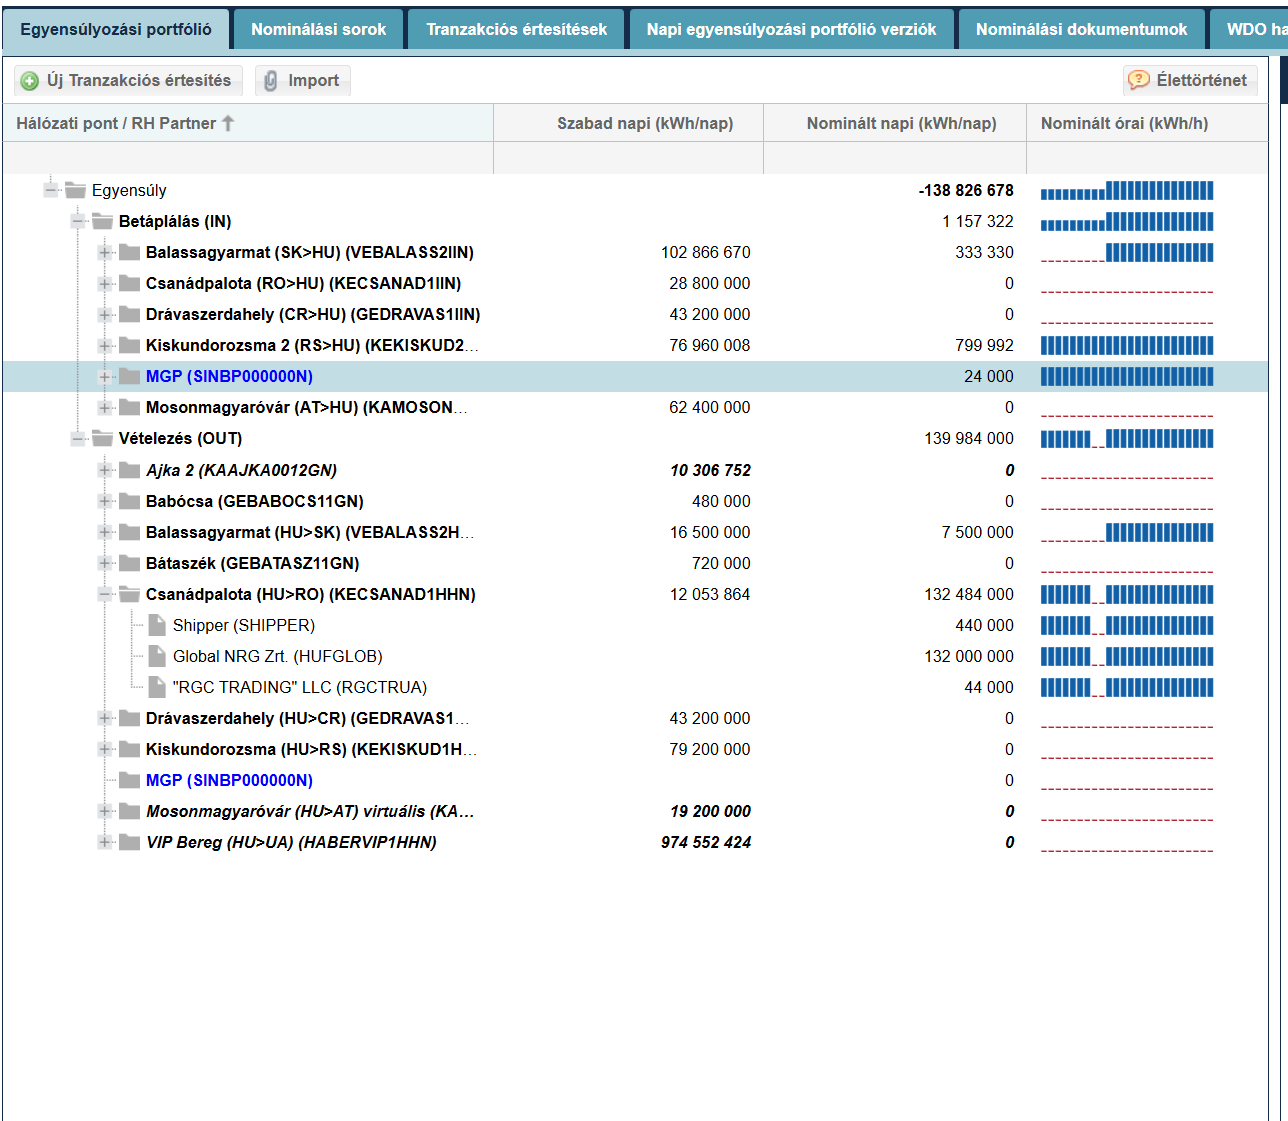 Egyensúlyozási portfólió Nominálási sorok Tranzakciós értesítések Napi egyensúlyozási portfólió verziók Nominálási dokumentumok WDO ha
Új Tranzakciós értesítés Import Élettörténet
Hálózati pont / RH Partner Szabad napi (kWh/nap) Nominált napi (kWh/nap) Nominált órai (kWh/h)
Egyensúly -138 826 678
Betáplálás (IN) 1 157 322
Balassagyarmat (SK>HU) (VEBALASS2IIN) 102 866 670 333 330
Csanádpalota (RO>HU) (KECSANAD1IIN) 28 800 000 0
Drávaszerdahely (CR>HU) (GEDRAVAS1IIN) 43 200 000 0
Kiskundorozsma 2 (RS>HU) (KEKISKUD2... 76 960 008 799 992
MGP (SINBP000000N) 24 000
Mosonmagyaróvár (AT>HU) (KAMOSON... 62 400 000 0
Vételezés (OUT) 139 984 000
Ajka 2 (KAAJKA0012GN) 10 306 752 0
Babócsa (GEBABOCS11GN) 480 000 0
Balassagyarmat (HU>SK) (VEBALASS2H... 16 500 000 7 500 000
Bátaszék (GEBATASZ11GN) 720 000 0
Csanádpalota (HU>RO) (KECSANAD1HHN) 12 053 864 132 484 000
Shipper (SHIPPER) 440 000
Global NRG Zrt. (HUFGLOB) 132 000 000
"RGC TRADING" LLC (RGCTRUA) 44 000
Drávaszerdahely (HU>CR) (GEDRAVAS1... 43 200 000 0
Kiskundorozsma (HU>RS) (KEKISKUD1H... 79 200 000 0
MGP (SINBP000000N) 0
Mosonmagyaróvár (HU>AT) virtuális (KA... 19 200 000 0
VIP Bereg (HU>UA) (HABERVIP1HHN) 974 552 424 0